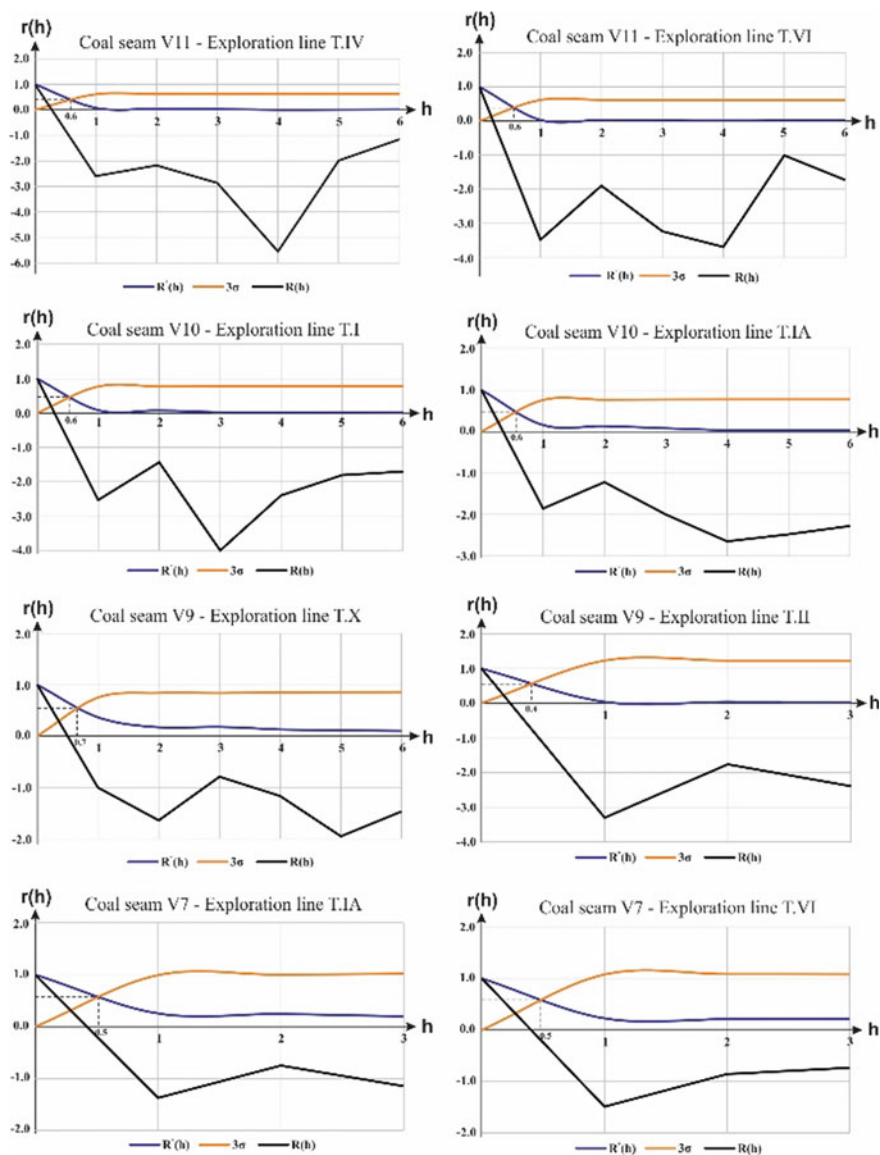 r(h)
Coal seam V11 - Exploration line T.IV
2.0
1.0
0.0
1 2 3 4 5 6 h
0.6
-1.0
-2.0
-3.0
-4.0
-5.0
-6.0
R*(h) 3σ R(h)
r(h)
Coal seam V11 - Exploration line T.VI
2.0
1.0
0.0
1 2 3 4 5 6 h
0.6
-1.0
-2.0
-3.0
-4.0
R*(h) 3σ R(h)
r(h)
Coal seam V10 - Exploration line T.I
2.0
1.0
0.0
1 2 3 4 5 6 h
0.6
-1.0
-2.0
-3.0
-4.0
R*(h) 3σ R(h)
r(h)
Coal seam V10 - Exploration line T.IA
2.0
1.0
0.0
1 2 3 4 5 6 h
0.6
-1.0
-2.0
-3.0
R*(h) 3σ R(h)
r(h)
Coal seam V9 - Exploration line T.X
2.0
1.0
0.0
1 2 3 4 5 6 h
0.7
-1.0
-2.0
R*(h) 3σ R(h)
r(h)
Coal seam V9 - Exploration line T.II
2.0
1.0
0.0
1 2 3 h
0.4
-1.0
-2.0
-3.0
-4.0
R*(h) 3σ R(h)
r(h)
Coal seam V7 - Exploration line T.IA
2.0
1.0
0.0
1 2 3 h
0.5
-1.0
-2.0
R*(h) 3σ R(h)
r(h)
Coal seam V7 - Exploration line T.VI
2.0
1.0
0.0
1 2 3 h
0.5
-1.0
-2.0
R*(h) 3σ R(h)